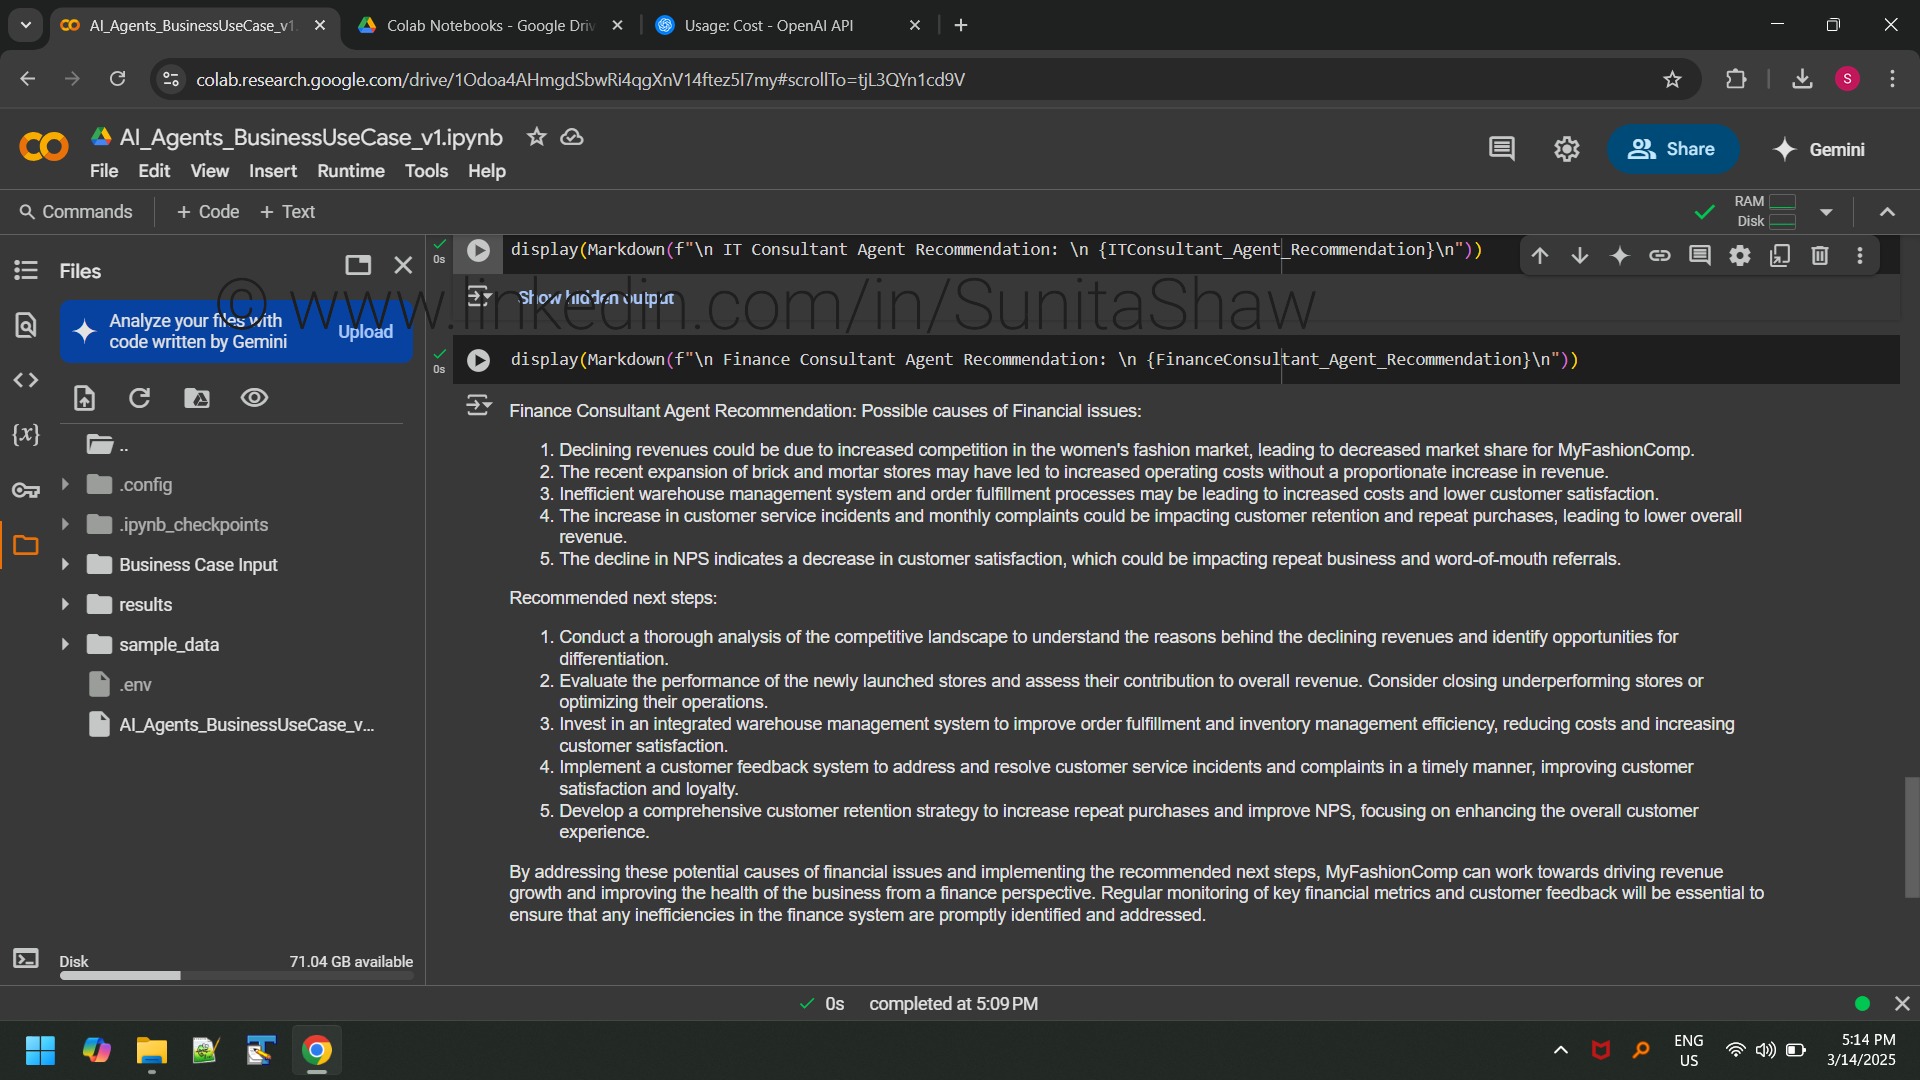 AI_Agents_BusinessUseCase_v1.
Colab Notebooks - Google Driv
Usage: Cost - OpenAI API
colab.research.google.com/drive/1Odoa4AHmgdSbwRi4qgXnV14ftez5I7my#scrollTo=tjL3QYn1cd9V
S
AI_Agents_BusinessUseCase_v1.ipynb
File Edit View Insert Runtime Tools Help
Share
Gemini
Commands + Code + Text
RAM
Disk
Files
Analyze your files with
code written by Gemini
Upload
{x}
..
.config
.ipynb_checkpoints
Business Case Input
results
sample_data
.env
AI_Agents_BusinessUseCase_v...
Disk 71.04 GB available
0s
display(Markdown(f"\n IT Consultant Agent Recommendation: \n {ITConsultant_Agent_Recommendation}\n"))
Show hidden output
© www.linkedin.com/in/SunitaShaw
0s
display(Markdown(f"\n Finance Consultant Agent Recommendation: \n {FinanceConsultant_Agent_Recommendation}\n"))
Finance Consultant Agent Recommendation: Possible causes of Financial issues:
1. Declining revenues could be due to increased competition in the women's fashion market, leading to decreased market share for MyFashionComp.
2. The recent expansion of brick and mortar stores may have led to increased operating costs without a proportionate increase in revenue.
3. Inefficient warehouse management system and order fulfillment processes may be leading to increased costs and lower customer satisfaction.
4. The increase in customer service incidents and monthly complaints could be impacting customer retention and repeat purchases, leading to lower overall
revenue.
5. The decline in NPS indicates a decrease in customer satisfaction, which could be impacting repeat business and word-of-mouth referrals.
Recommended next steps:
1. Conduct a thorough analysis of the competitive landscape to understand the reasons behind the declining revenues and identify opportunities for
differentiation.
2. Evaluate the performance of the newly launched stores and assess their contribution to overall revenue. Consider closing underperforming stores or
optimizing their operations.
3. Invest in an integrated warehouse management system to improve order fulfillment and inventory management efficiency, reducing costs and increasing
customer satisfaction.
4. Implement a customer feedback system to address and resolve customer service incidents and complaints in a timely manner, improving customer
satisfaction and loyalty.
5. Develop a comprehensive customer retention strategy to increase repeat purchases and improve NPS, focusing on enhancing the overall customer
experience.
By addressing these potential causes of financial issues and implementing the recommended next steps, MyFashionComp can work towards driving revenue
growth and improving the health of the business from a finance perspective. Regular monitoring of key financial metrics and customer feedback will be essential to
ensure that any inefficiencies in the finance system are promptly identified and addressed.
0s completed at 5:09 PM
ENG
US
5:14 PM
3/14/2025